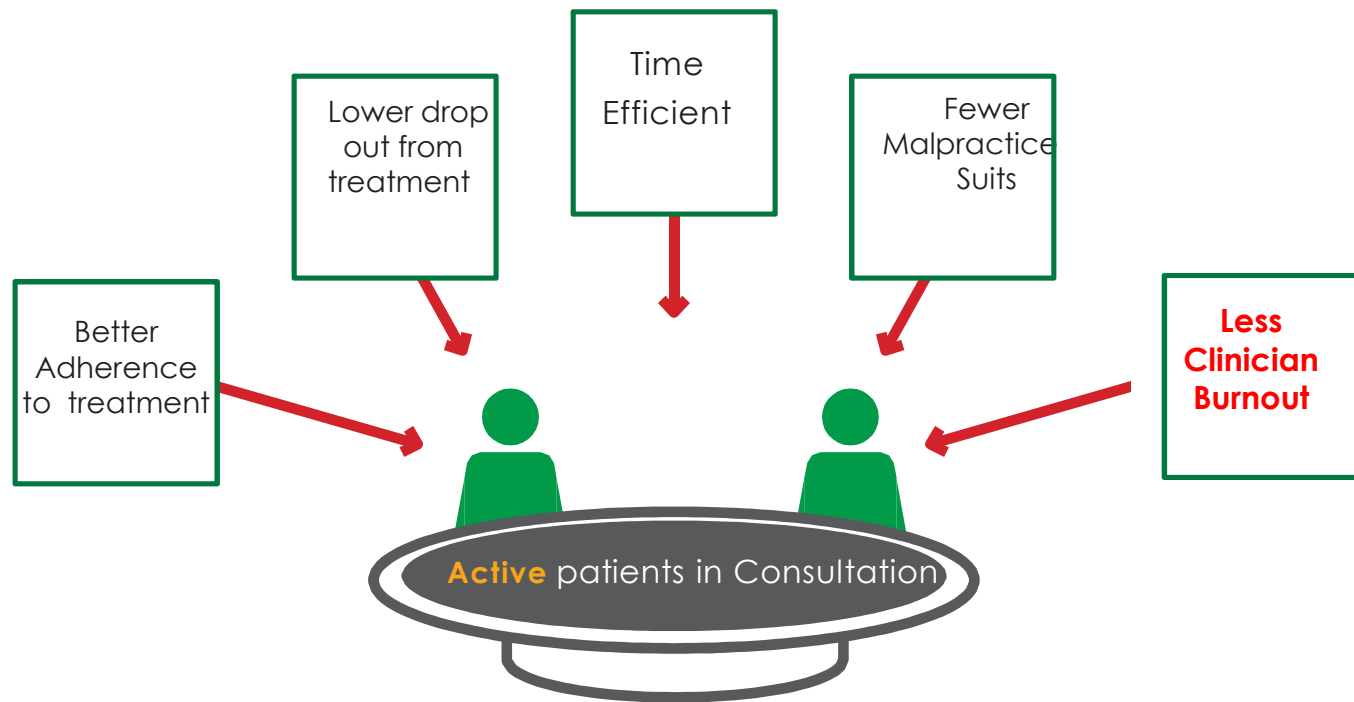 Time
Efficient
Lower drop
out from
treatment
Fewer
Malpractice
Suits
Better
Adherence
to treatment
Less
Clinician
Burnout
Active patients in Consultation